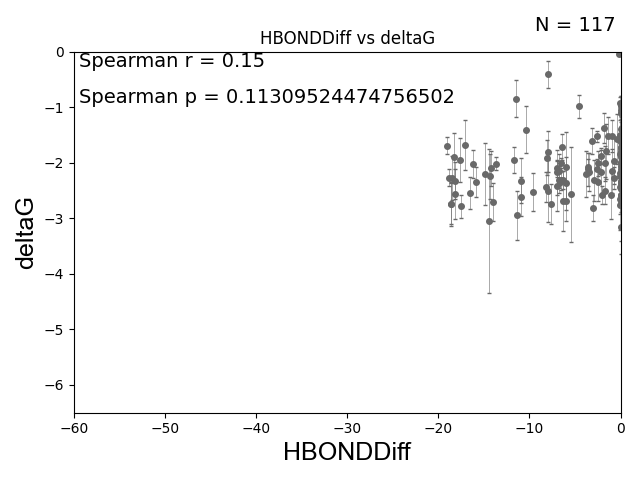 N = 117
HBONDDiff vs deltaG
Spearman r = 0.15
Spearman p = 0.11309524474756502
deltaG
0
−1
−2
−3
−4
−5
−6
−60
−50
−40
−30
−20
−10
0
HBONDDiff